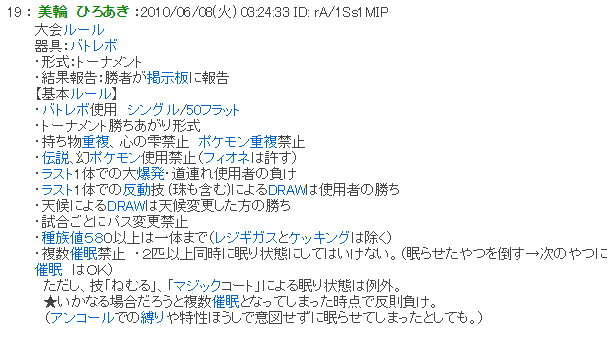 19 ： 美輪　ひろあき ：2010/06/08(火) 03:24:33 ID: rA/1Ss1MIP
大会ルール
器具：バトレボ
・形式：トーナメント
・結果報告：勝者が掲示板に報告
【基本ルール】
・バトレボ使用　シングル/50フラット
・トーナメント勝ちあがり形式
・持ち物重複、心の雫禁止　ポケモン重複禁止
・伝説、幻ポケモン使用禁止（フィオネは許す）
・ラスト1体での大爆発・道連れ使用者の負け
・ラスト1体での反動技（珠も含む）によるDRAWは使用者の勝ち
・天候によるDRAWは天候変更した方の勝ち
・試合ごとにパス変更禁止
・種族値５８０以上は一体まで（レジギガスとケッキングは除く）
・複数催眠禁止　・２匹以上同時に眠り状態にしてはいけない。（眠らせたやつを倒す→次のやつに
催眠　はOK）
ただし、技「ねむる」、「マジックコート」による眠り状態は例外。
★いかなる場合だろうと複数催眠となってしまった時点で反則負け。
（アンコールでの縛りや特性ほうしで意図せずに眠らせてしまったとしても。）